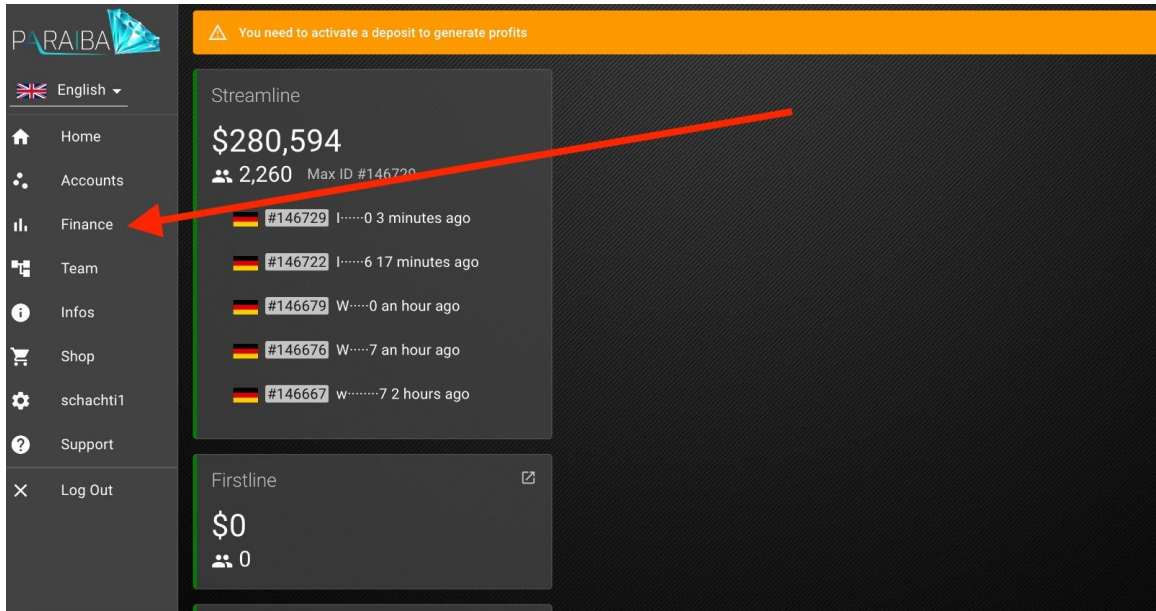 PARAIBA
English
Home
Accounts
Finance
Team
Infos
Shop
schachti1
Support
Log Out
You need to activate a deposit to generate profits
Streamline
$280,594
2,260 Max ID #146729
#146729 I·····0 3 minutes ago
#146722 I······6 17 minutes ago
#146679 W····0 an hour ago
#146676 W·····7 an hour ago
#146667 w········7 2 hours ago
Firstline
$0
0